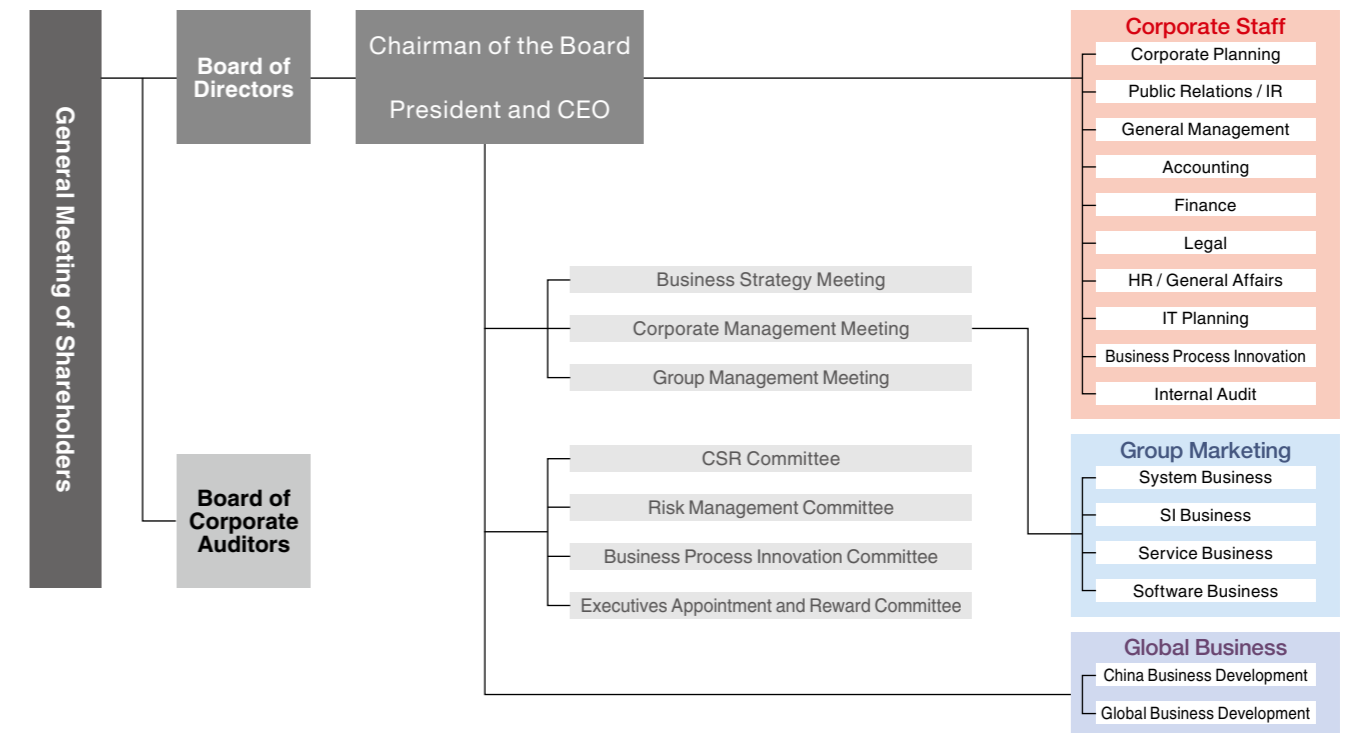 General Meeting of Shareholders
Board of
Directors
Chairman of the Board
President and CEO
Board of
Corporate
Auditors
Business Strategy Meeting
Corporate Management Meeting
Group Management Meeting
CSR Committee
Risk Management Committee
Business Process Innovation Committee
Executives Appointment and Reward Committee
Corporate Staff
Corporate Planning
Public Relations / IR
General Management
Accounting
Finance
Legal
HR / General Affairs
IT Planning
Business Process Innovation
Internal Audit
Group Marketing
System Business
SI Business
Service Business
Software Business
Global Business
China Business Development
Global Business Development